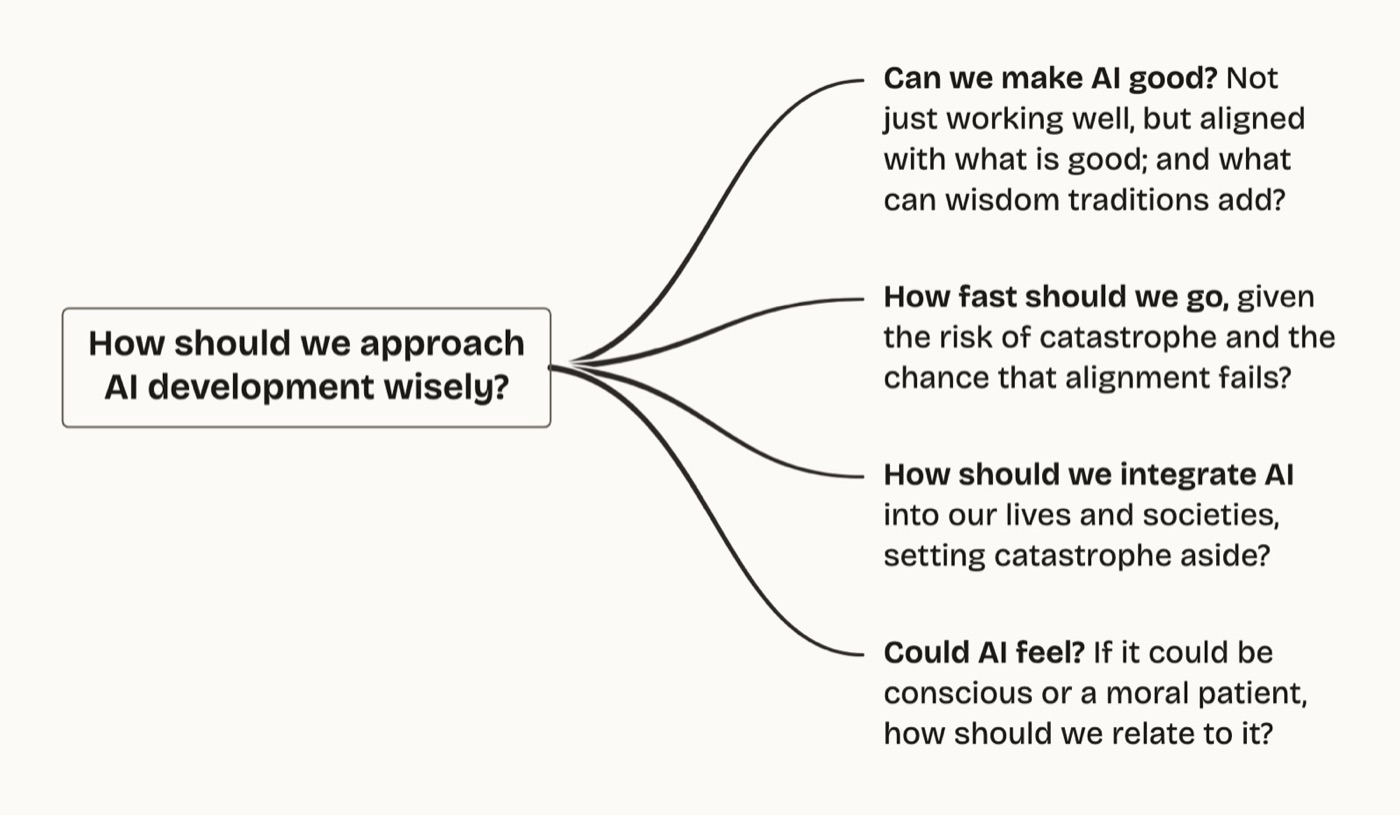 How should we approach
AI development wisely?
Can we make AI good? Not
just working well, but aligned
with what is good; and what
can wisdom traditions add?
How fast should we go, given
the risk of catastrophe and the
chance that alignment fails?
How should we integrate AI
into our lives and societies,
setting catastrophe aside?
Could AI feel? If it could be
conscious or a moral patient,
how should we relate to it?